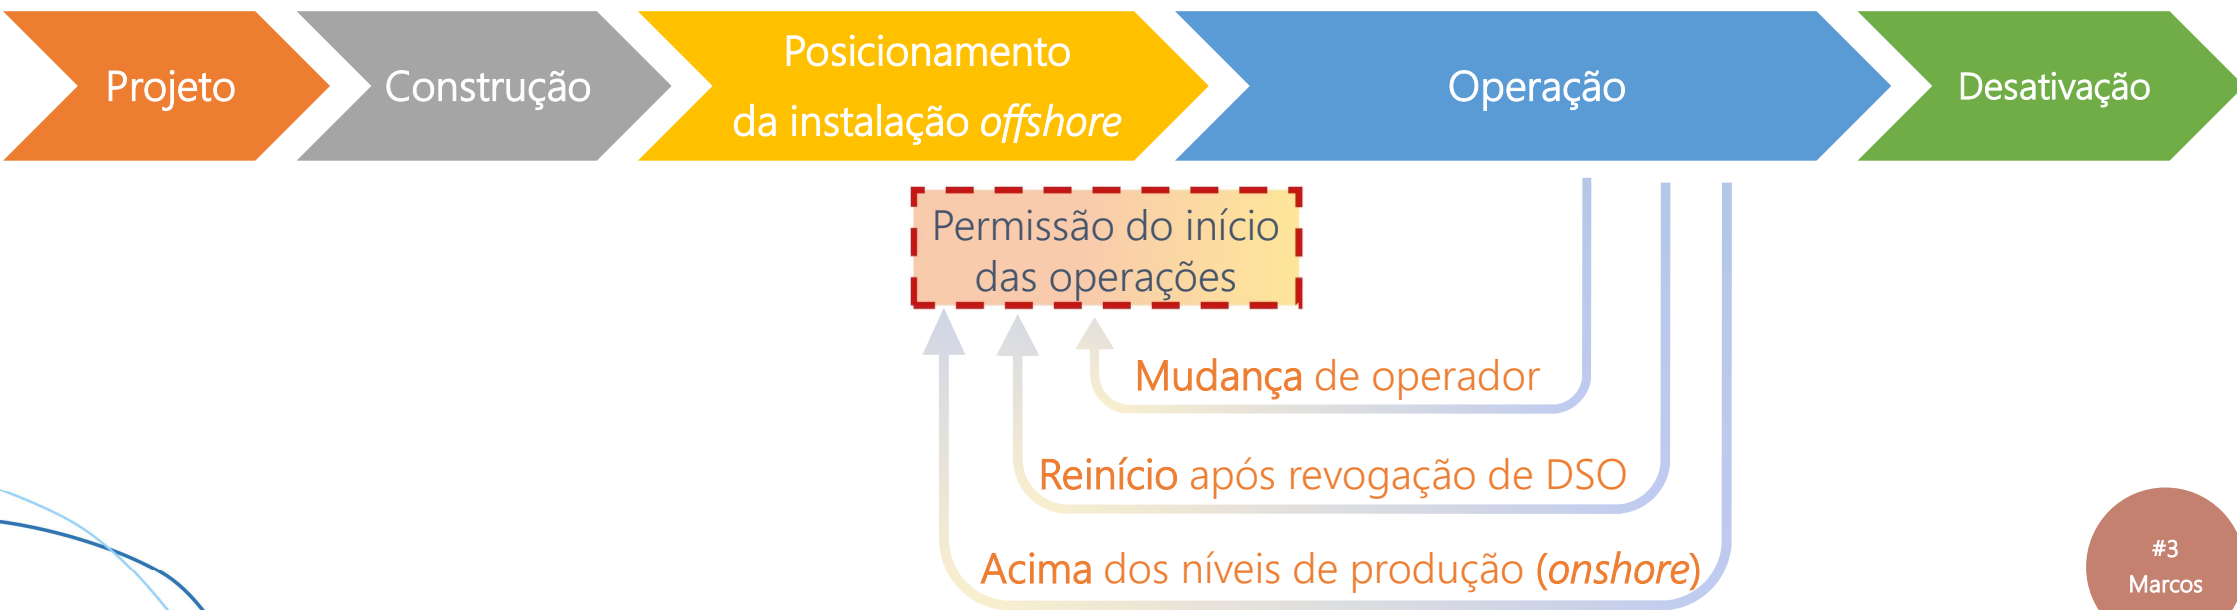 Projeto
Construção
Posicionamento
da instalação offshore
Operação
Desativação
Permissão do início
das operações
Mudança de operador
Reinício após revogação de DSO
Acima dos níveis de produção (onshore)
#3
Marcos